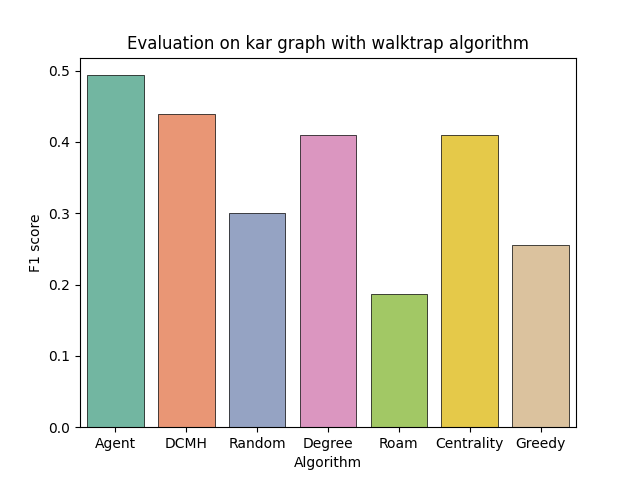 Evaluation on kar graph with walktrap algorithm
0.5
0.4
0.3
0.2
0.1
0.0
F1 score
Agent DCMH Random Degree Roam Centrality Greedy
Algorithm